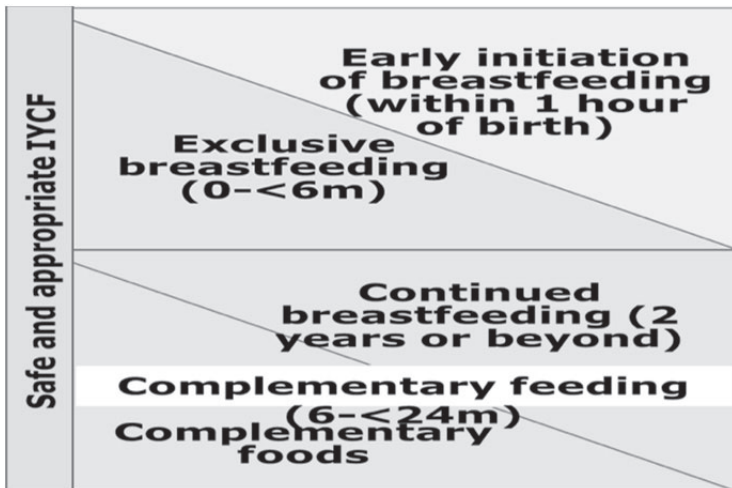 Safe and appropriate IYCF
Early initiation
of breastfeeding
(within 1 hour
of birth)
Exclusive
breastfeeding
(0-<6m)
Continued
breastfeeding (2
years or beyond)
Complementary feeding
(6-<24m)
Complementary
foods